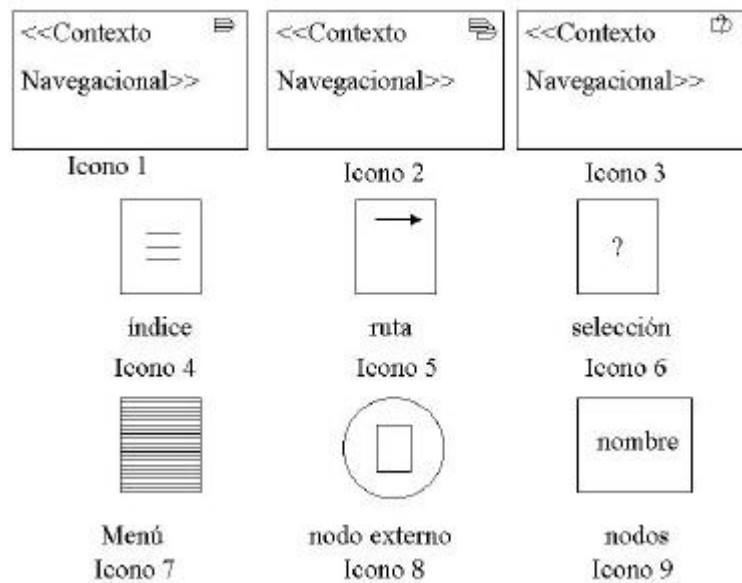 <<Contexto
Navegacional>>
<<Contexto
Navegacional>>
<<Contexto
Navegacional>>
Icono 1
Icono 2
Icono 3
?
índice
ruta
selección
Icono 4
Icono 5
Icono 6
nombre
Menú
nodo externo
nodos
Icono 7
Icono 8
Icono 9